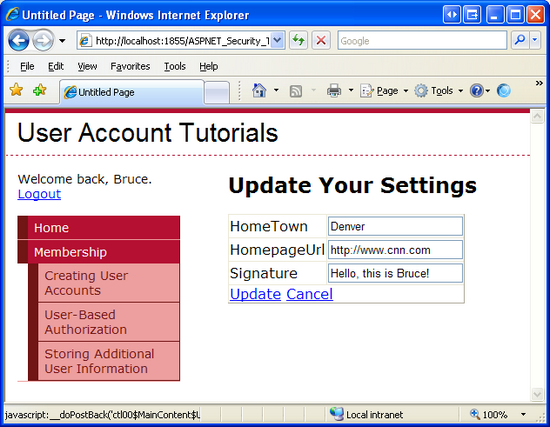 Untitled Page - Windows Internet Explorer
http://localhost:1855/ASPNET_Security_
Google
File Edit View Favorites Tools Help
Untitled Page
Page Tools
User Account Tutorials
Welcome back, Bruce.
Logout
Home
Membership
Creating User
Accounts
User-Based
Authorization
Storing Additional
User Information
Update Your Settings
HomeTown Denver
HomepageUrl http://www.cnn.com
Signature Hello, this is Bruce!
Update Cancel
javascript:__doPostBack('ctl00$MainContent$
Local intranet
100%